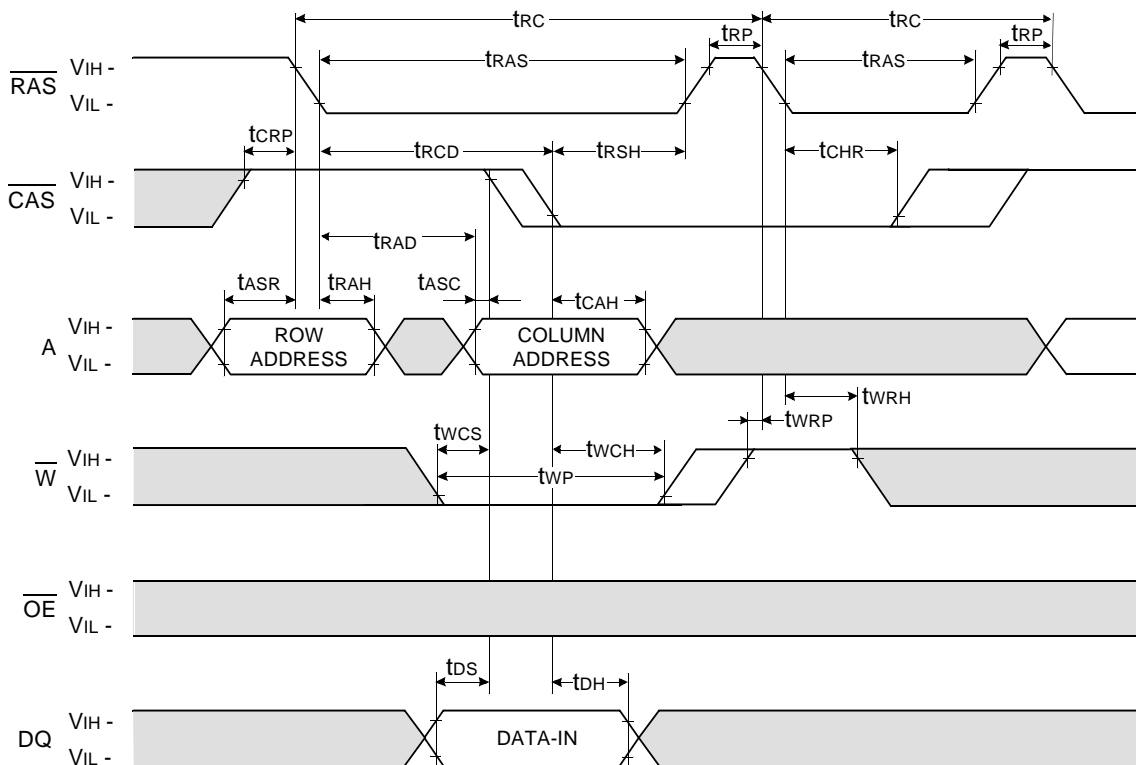 tRC tRC
tRP tRP
tRAS tRAS
RAS VIH -
VIL -
tCRP tRCD tRSH tCHR
CAS VIH -
VIL -
tRAD
tASR tRAH tASC tCAH
A VIH -
VIL -
ROW
ADDRESS
COLUMN
ADDRESS
tWRH
tWRP
tWCS tWCH
tWP
W VIH -
VIL -
OE VIH -
VIL -
tDS tDH
DQ VIH -
VIL -
DATA-IN